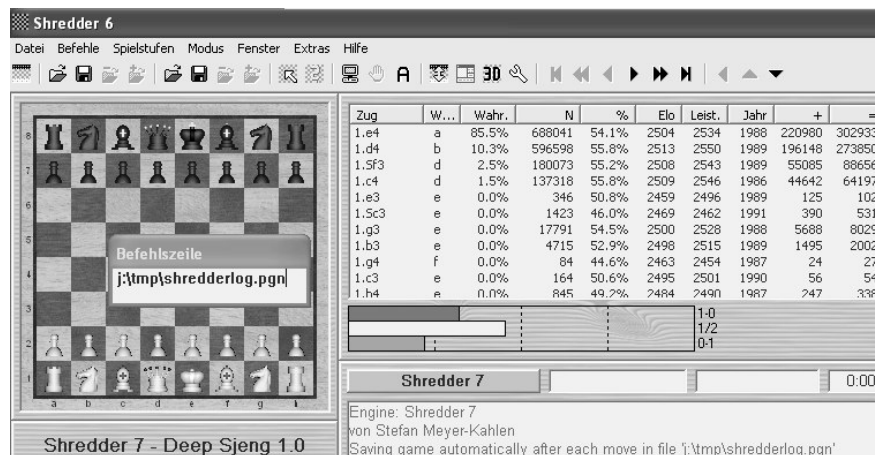 Shredder 6
Datei Befehle Spielstufen Modus Fenster Extras Hilfe
A 3D
8
7
6
5
4
3
2
1
a b c d e f g h
Befehlszeile
j:\tmp\shredderlog.pgn
Shredder 7 - Deep Sjeng 1.0
Zug W... Wahr. N % Elo Leist. Jahr + =
1.e4 a 85.5% 688041 54.1% 2504 2534 1988 220980 302933
1.d4 b 10.3% 596598 55.8% 2513 2550 1989 196148 273850
1.Sf3 d 2.5% 180073 55.2% 2508 2543 1989 55085 88656
1.c4 d 1.5% 137318 55.8% 2509 2546 1986 44642 64197
1.e3 e 0.0% 346 50.8% 2459 2496 1989 125 102
1.Sc3 e 0.0% 1423 46.0% 2469 2462 1991 390 531
1.g3 e 0.0% 17791 54.5% 2500 2528 1988 5688 8029
1.b3 e 0.0% 4715 52.9% 2498 2515 1989 1495 2002
1.g4 f 0.0% 84 44.6% 2463 2454 1987 24 27
1.c3 e 0.0% 164 50.6% 2495 2501 1990 56 54
1.h4 e 0.0% 845 49.2% 2484 2490 1987 247 338
1-0
1/2
0-1
Shredder 7 0:00
Engine: Shredder 7
von Stefan Meyer-Kahlen
Saving game automatically after each move in file 'j:\tmp\shredderlog.pgn'